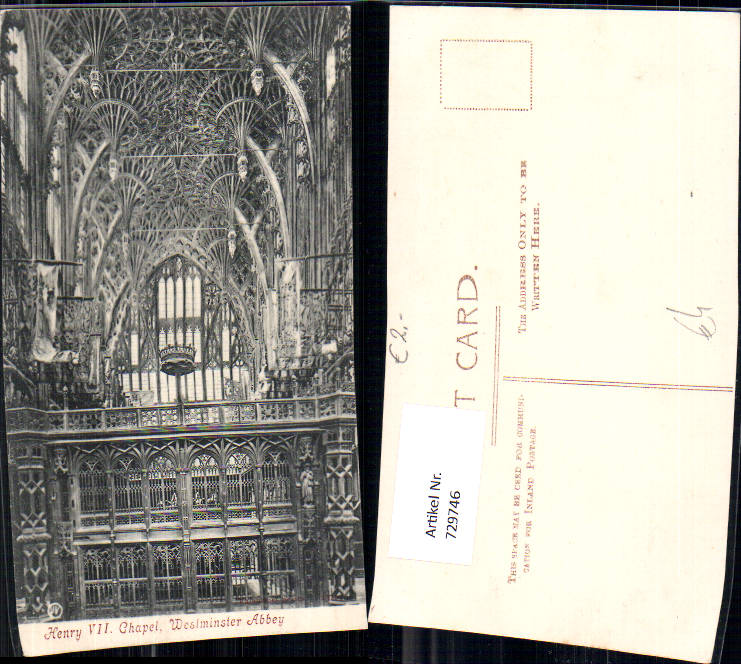 Henry VII. Chapel, Westminster Abbey
T CARD.
THE ADDRESS ONLY TO BE
WRITTEN HERE.
THIS SPACE MAY BE USED FOR COMMUNI-
CATION FOR INLAND POSTAGE.
€ 2,-
64
Artikel Nr.
729746